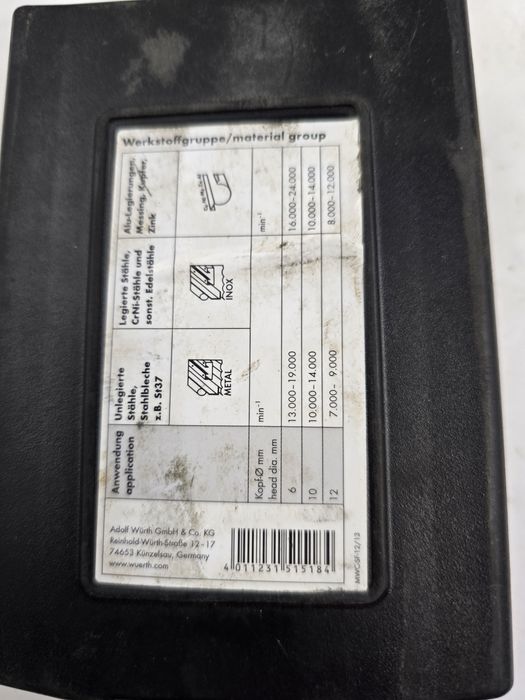 Werkstoffgruppe/material group
Anwendung
application
Unlegierte
Stähle,
Stahlbleche
z.B. St37
Legierte Stähle,
CrNi-Stähle und
sonst. Edelstähle
Alu-Legierungen,
Messing, Kupfer,
Zink
METAL
INOX
Kopf-Ø mm
head dia. mm
min⁻¹
min⁻¹
6
13.000–19.000
16.000–24.000
10
10.000–14.000
10.000–14.000
12
7.000– 9.000
8.000–12.000
Adolf Würth GmbH & Co. KG
Reinhold-Würth-Straße 12–17
74653 Künzelsau, Germany
www.wuerth.com
4 011231 515184
MWC-SF-12/13